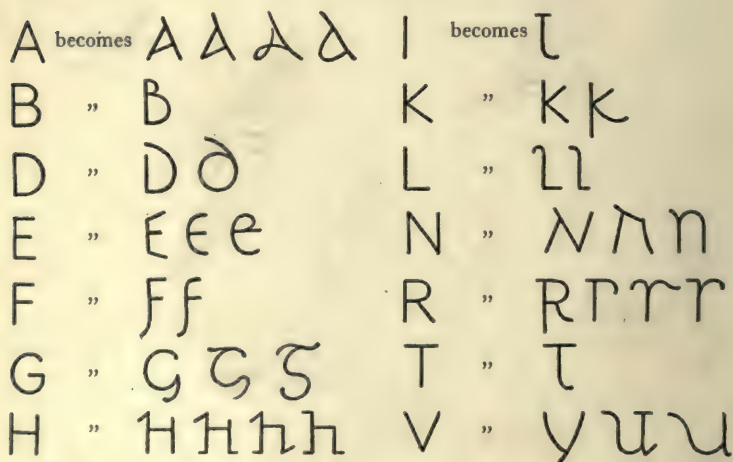 A becomes A A A a I becomes t
B " B K " K k
D " D ð L " l l
E " E Є e N " N n n
F " F f R " R r r r
G " G ʒ ʒ T " t
H " H H h h V " y u u